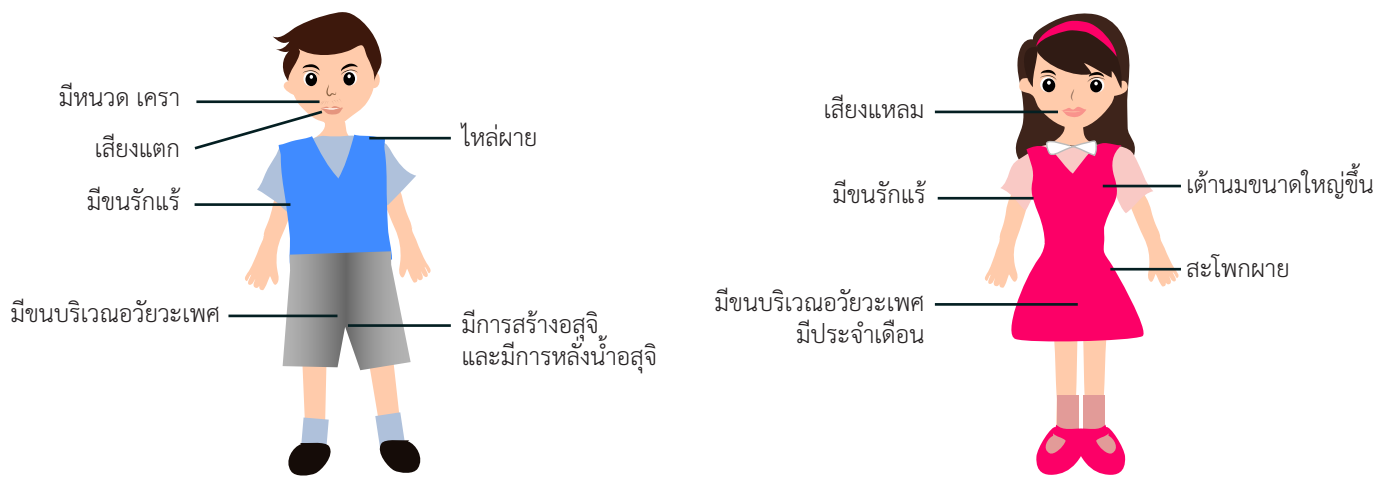 มีหนวด เครา
เสียงแตก
ไหล่ผาย
มีขนรักแร้
มีขนบริเวณอวัยวะเพศ
มีการสร้างอสุจิ
และมีการหลั่งน้ำอสุจิ
เสียงแหลม
มีขนรักแร้
เต้านมขนาดใหญ่ขึ้น
สะโพกผาย
มีขนบริเวณอวัยวะเพศ
มีประจำเดือน